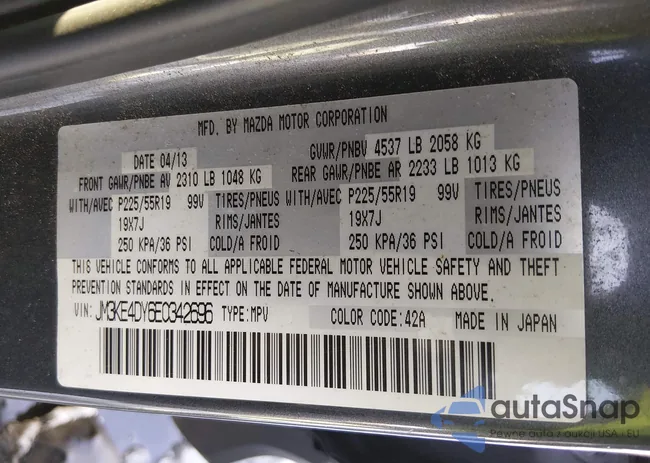 MFD. BY MAZDA MOTOR CORPORATION
DATE 04/13 GVWR/PNBV 4537 LB 2058 KG
FRONT GAWR/PNBE AV 2310 LB 1048 KG REAR GAWR/PNBE AR 2233 LB 1013 KG
WITH/AVEC P225/55R19 99V TIRES/PNEUS WITH/AVEC P225/55R19 99V TIRES/PNEUS
19X7J RIMS/JANTES 19X7J RIMS/JANTES
250 KPA/36 PSI COLD/A FROID 250 KPA/36 PSI COLD/A FROID
THIS VEHICLE CONFORMS TO ALL APPLICABLE FEDERAL MOTOR VEHICLE SAFETY AND THEFT
PREVENTION STANDARDS IN EFFECT ON THE DATE OF MANUFACTURE SHOWN ABOVE.
VIN: JM3KE4DY6E0342696 TYPE:MPV COLOR CODE:42A MADE IN JAPAN
autaSnap
Pewne auta z aukcji USA - EU